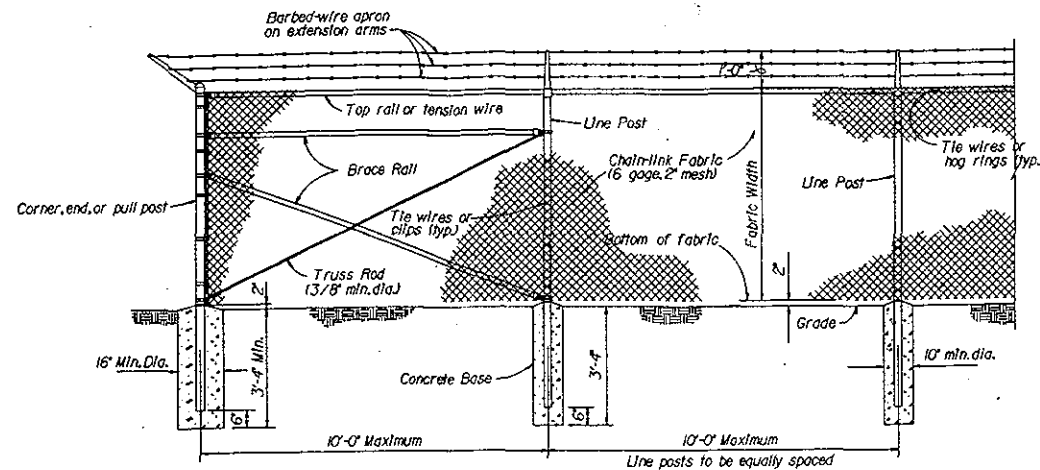 Barbed-wire apron
on extension arms
1'-0"
Top rail or tension wire
Line Post
Tie wires or
hog rings (typ.)
Chain-link Fabric
(6 gage, 2" mesh)
Brace Rail
Line Post
Fabric Width
Corner, end, or pull post
Tie wires or
clips (typ.)
Bottom of fabric
Truss Rod
(3/8" min. dia.)
2"
2"
Grade
16" Min. Dia.
3'-4" Min.
Concrete Base
3'-4"
10" min. dia.
6"
6"
10'-0" Maximum
10'-0" Maximum
Line posts to be equally spaced